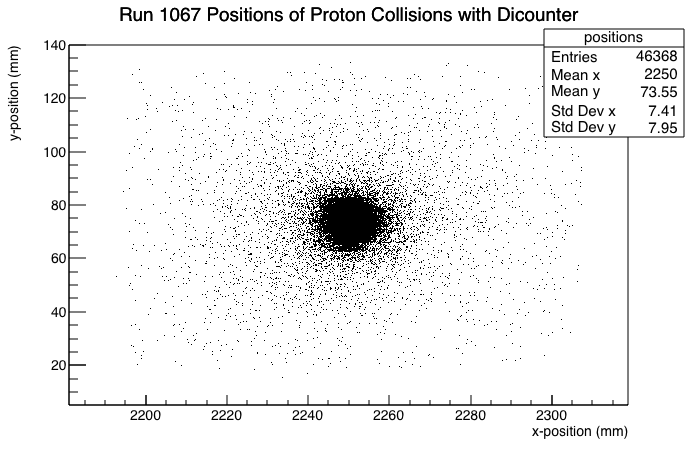 Run 1067 Positions of Proton Collisions with Dicounter
positions
Entries 46368
Mean x 2250
Mean y 73.55
Std Dev x 7.41
Std Dev y 7.95
y-position (mm)
140
120
100
80
60
40
20
2200 2220 2240 2260 2280 2300
x-position (mm)